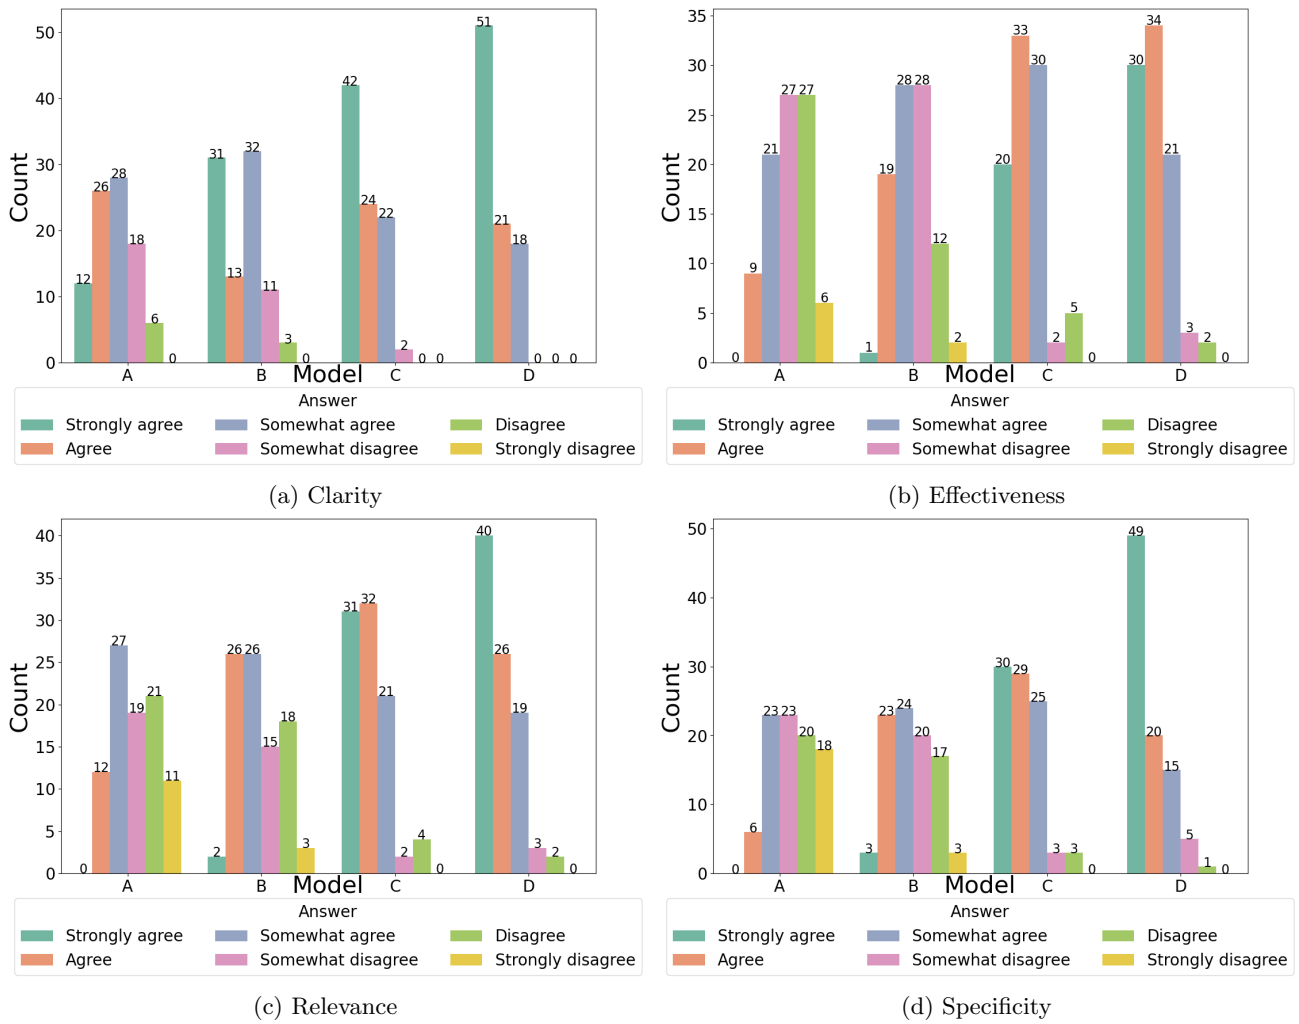 50
40
30
20
10
0
Count
12
26
28
18
6
0
31
13
32
11
3
0
42
24
22
2
0
0
51
21
18
0
0
0
A
B
C
D
Model
Answer
Strongly agree
Somewhat agree
Disagree
Agree
Somewhat disagree
Strongly disagree
(a) Clarity
35
30
25
20
15
10
5
0
Count
0
9
21
27
27
6
1
19
28
28
12
2
20
33
30
2
5
0
30
34
21
3
2
0
A
B
C
D
Model
Answer
Strongly agree
Somewhat agree
Disagree
Agree
Somewhat disagree
Strongly disagree
(b) Effectiveness
40
35
30
25
20
15
10
5
0
Count
0
12
27
19
21
11
2
26
26
15
18
3
31
32
21
2
4
0
40
26
19
3
2
0
A
B
C
D
Model
Answer
Strongly agree
Somewhat agree
Disagree
Agree
Somewhat disagree
Strongly disagree
(c) Relevance
50
40
30
20
10
0
Count
0
6
23
23
20
18
3
23
24
20
17
3
30
29
25
3
3
0
49
20
15
5
1
0
A
B
C
D
Model
Answer
Strongly agree
Somewhat agree
Disagree
Agree
Somewhat disagree
Strongly disagree
(d) Specificity